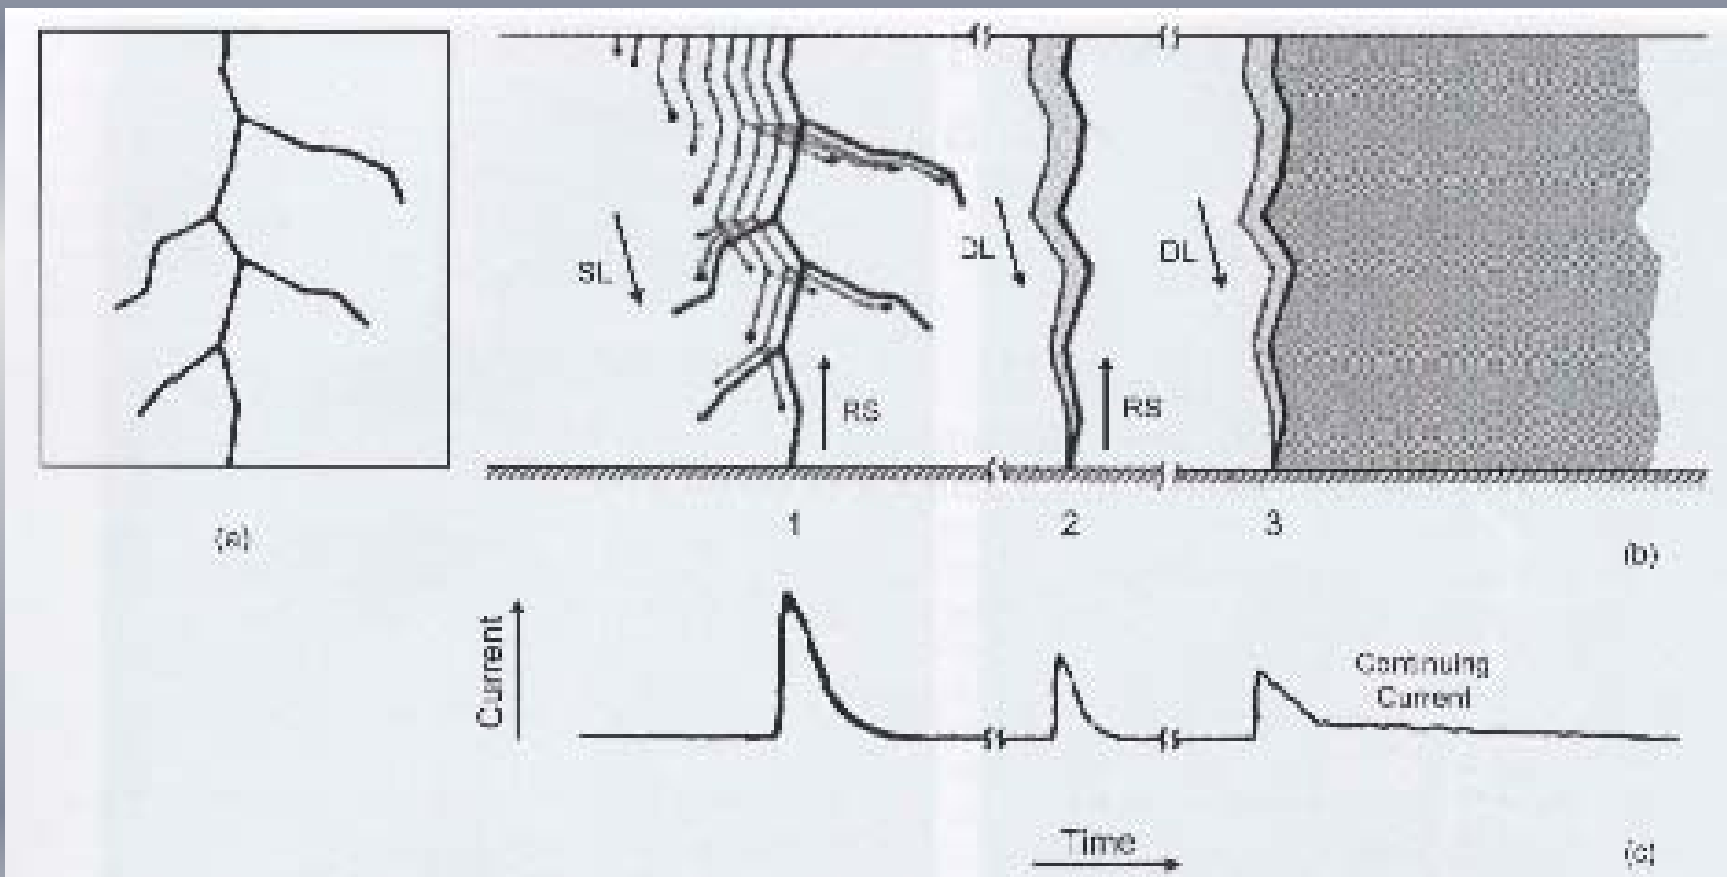 SL
RS
DL
RS
DL
1
2
3
(a)
(b)
Current
Continuing
Current
Time
(c)